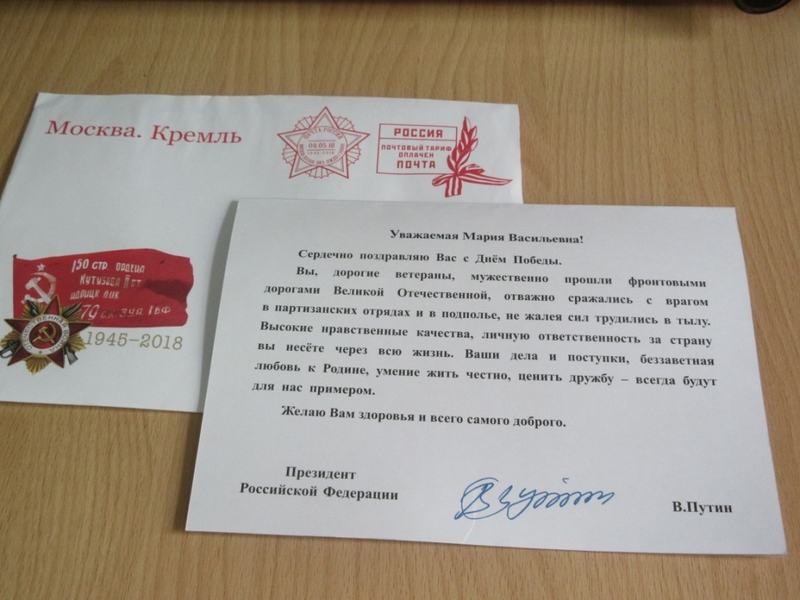 Москва. Кремль
ПОЧТА РОССИИ
РОССИЯ
ПОЧТОВЫЙ ТАРИФ
ОПЛАЧЕН
ПОЧТА
150 СТР. ОРДЕНА
КУТУЗОВА
ИДРИЦК
79
1945-2018
Уважаемая Мария Васильевна!
Сердечно поздравляю Вас с Днём Победы.
Вы, дорогие ветераны, мужественно прошли фронтовыми
дорогами Великой Отечественной, отважно сражались с врагом
в партизанских отрядах и в подполье, не жалея сил трудились в тылу.
Высокие нравственные качества, личную ответственность за страну
вы несёте через всю жизнь. Ваши дела и поступки, беззаветная
любовь к Родине, умение жить честно, ценить дружбу – всегда будут
для нас примером.
Желаю Вам здоровья и всего самого доброго.
Президент
Российской Федерации
В.Путин